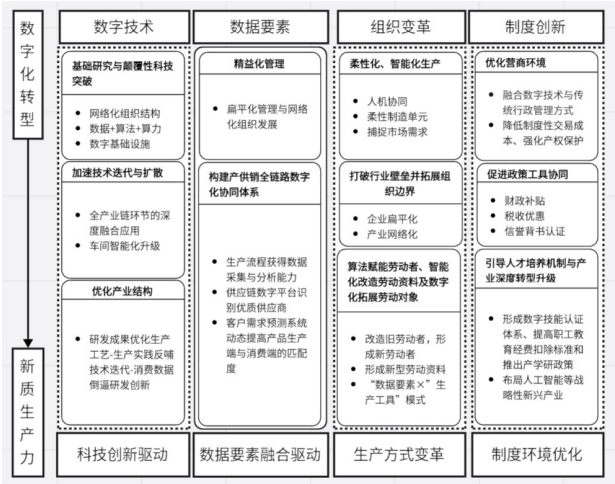 数字化转型
新质生产力
数字技术
基础研究与颠覆性科技
突破
• 网络化组织结构
• 数据+算法+算力
• 数字基础设施
加速技术迭代与扩散
• 全产业链环节的深
度融合应用
• 车间智能化升级
优化产业结构
• 研发成果优化生产
工艺-生产实践反哺
技术迭代-消费数据
倒逼研发创新
科技创新驱动
数据要素
精益化管理
• 扁平化管理与网络
化组织发展
构建产供销全链路数字
化协同体系
• 生产流程获得数据
采集与分析能力
• 供应链数字平台识
别优质供应商
• 客户需求预测系统
动态提高产品生产
端与消费端的匹配
度
数据要素融合驱动
组织变革
柔性化、智能化生产
• 人机协同
• 柔性制造单元
• 捕捉市场需求
打破行业壁垒并拓展组
织边界
• 企业扁平化
• 产业网络化
算法赋能劳动者、智能
化改造劳动资料及数字
化拓展劳动对象
• 改造旧劳动者，形
成新劳动者
• 形成新型劳动资料
• “数据要素×”生
产工具”模式
生产方式变革
制度创新
优化营商环境
• 融合数字技术与传
统行政管理方式
• 降低制度性交易成
本、强化产权保护
促进政策工具协同
• 财政补贴
• 税收优惠
• 信誉背书认证
引导人才培养机制与产
业深度转型升级
• 形成数字技能认证
体系、提高职工教
育经费扣除标准和
推出产学研政策
• 布局人工智能等战
略性新兴产业
制度环境优化